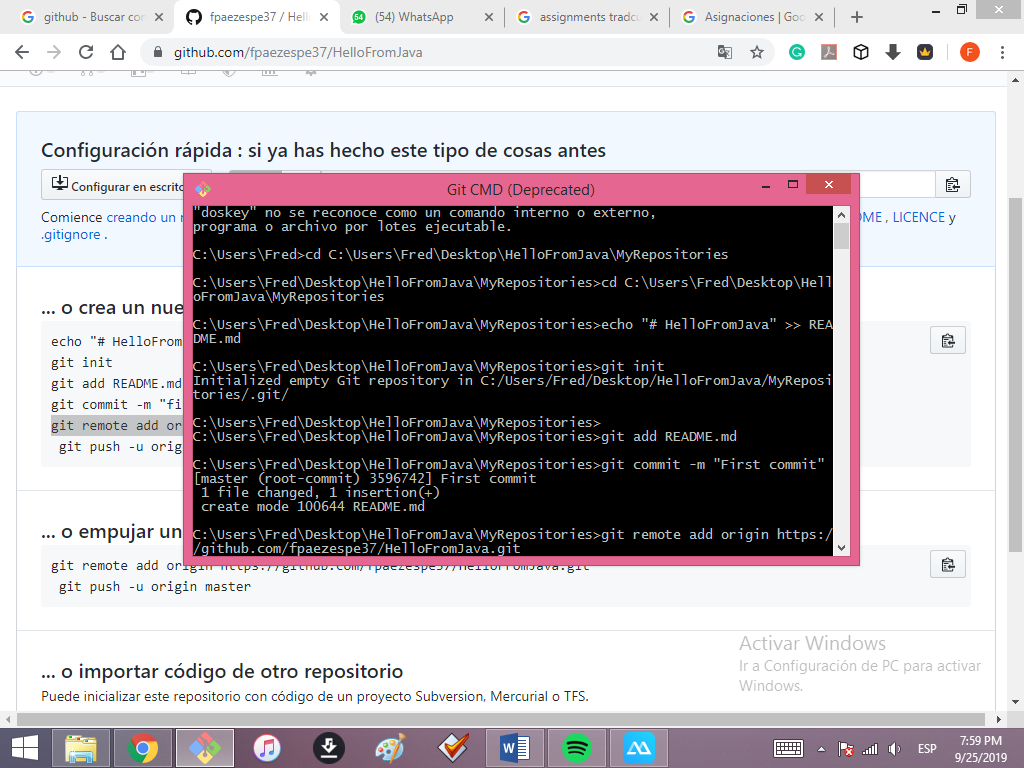 github - Buscar con
fpaezespe37 / Hell
(54) WhatsApp
assignments tradcu
Asignaciones | Goo
github.com/fpaezespe37/HelloFromJava
F
Configuración rápida : si ya has hecho este tipo de cosas antes
Configurar en escrito
Comience creando un r
OME , LICENCE y
.gitignore .
Git CMD (Deprecated)
"doskey" no se reconoce como un comando interno o externo,
programa o archivo por lotes ejecutable.
C:\Users\Fred>cd C:\Users\Fred\Desktop\HelloFromJava\MyRepositories
C:\Users\Fred\Desktop\HelloFromJava\MyRepositories>cd C:\Users\Fred\Desktop\Hell
oFromJava\MyRepositories
C:\Users\Fred\Desktop\HelloFromJava\MyRepositories>echo "# HelloFromJava" >> REA
DME.md
C:\Users\Fred\Desktop\HelloFromJava\MyRepositories>git init
Initialized empty Git repository in C:/Users/Fred/Desktop/HelloFromJava/MyReposi
tories/.git/
C:\Users\Fred\Desktop\HelloFromJava\MyRepositories>
C:\Users\Fred\Desktop\HelloFromJava\MyRepositories>git add README.md
C:\Users\Fred\Desktop\HelloFromJava\MyRepositories>git commit -m "First commit"
[master (root-commit) 3596742] First commit
1 file changed, 1 insertion(+)
create mode 100644 README.md
C:\Users\Fred\Desktop\HelloFromJava\MyRepositories>git remote add origin https:/
/github.com/fpaezespe37/HelloFromJava.git
... o crea un nue
echo "# HelloFrom
git init
git add README.md
git commit -m "fi
git remote add or
git push -u orig
... o empujar un
git remote add origin https://github.com/fpaezespe37/HelloFromJava.git
git push -u origin master
... o importar código de otro repositorio
Puede inicializar este repositorio con código de un proyecto Subversion, Mercurial o TFS.
Activar Windows
Ir a Configuración de PC para activar
Windows.
ESP
7:59 PM
9/25/2019